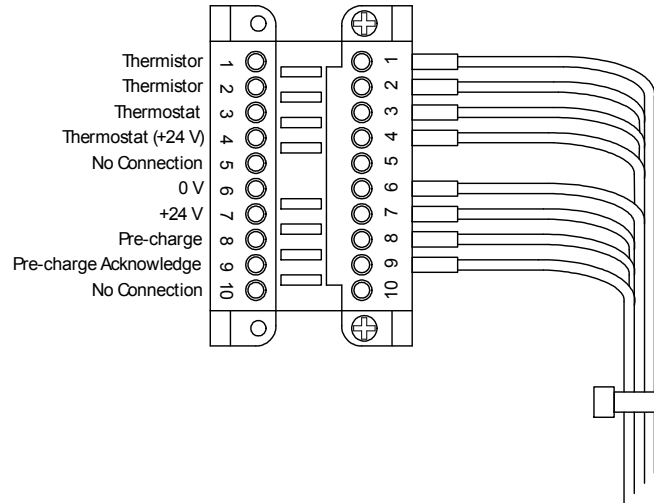 Thermistor 1 1
Thermistor 2 2
Thermostat 3 3
Thermostat (+24 V) 4 4
No Connection 5 5
0 V 6 6
+24 V 7 7
Pre-charge 8 8
Pre-charge Acknowledge 9 9
No Connection 10 10